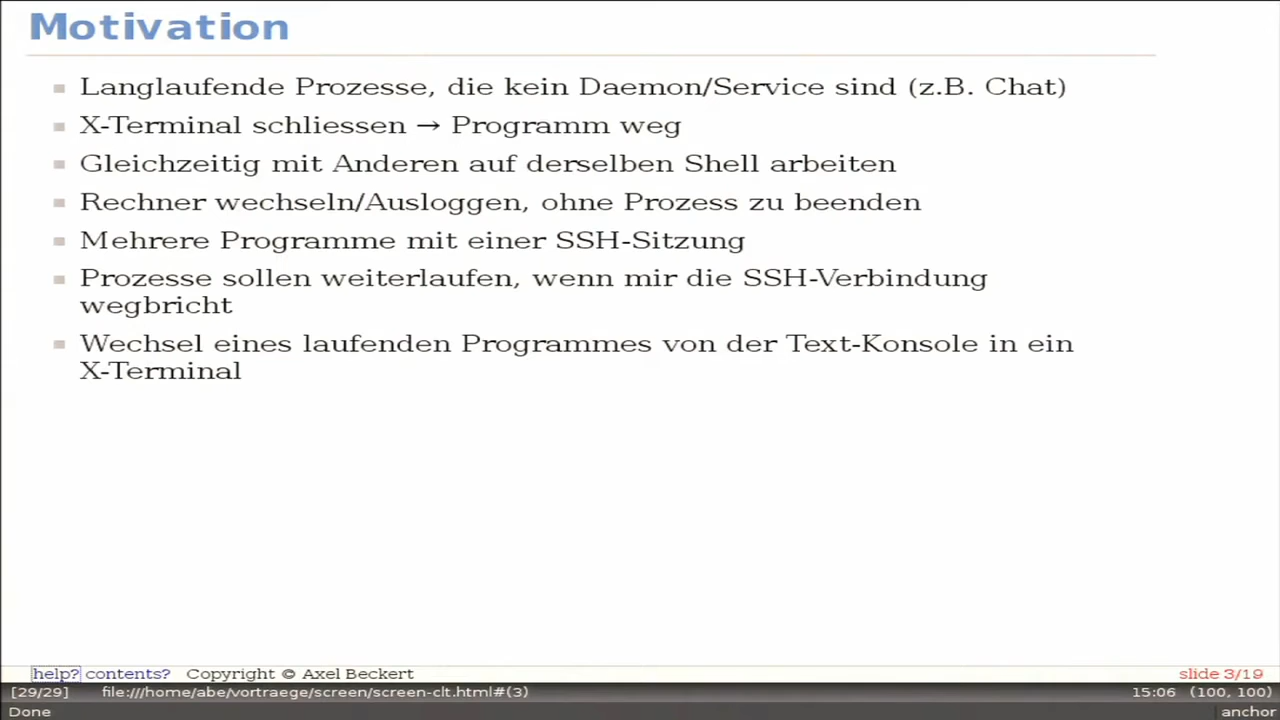 Motivation
Langlaufende Prozesse, die kein Daemon/Service sind (z.B. Chat)
X-Terminal schliessen → Programm weg
Gleichzeitig mit Anderen auf derselben Shell arbeiten
Rechner wechseln/Ausloggen, ohne Prozess zu beenden
Mehrere Programme mit einer SSH-Sitzung
Prozesse sollen weiterlaufen, wenn mir die SSH-Verbindung
wegbricht
Wechsel eines laufenden Programmes von der Text-Konsole in ein
X-Terminal
help? contents? Copyright © Axel Beckert slide 3/19
[29/29] file:///home/abe/vortraege/screen/screen-clt.html#(3) 15:06 (100, 100)
Done anchor